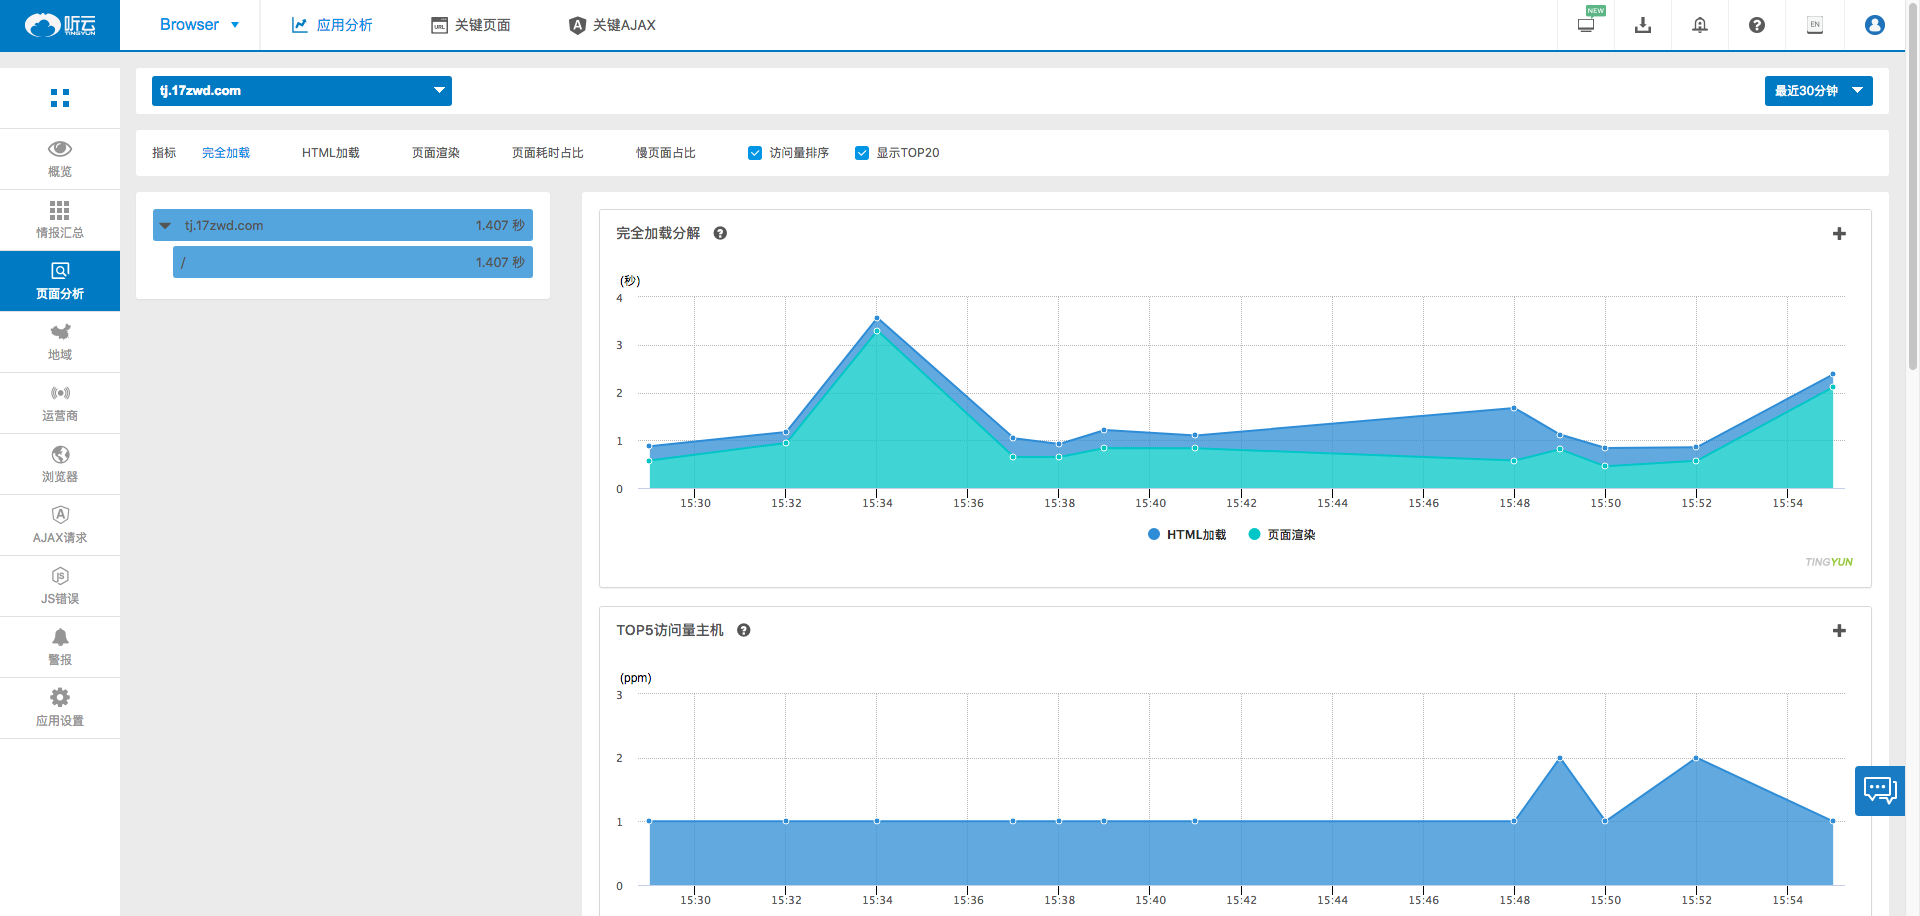 听云
TINGYUN
Browser
应用分析
关键页面
关键AJAX
NEW
EN
tj.17zwd.com
最近30分钟
概览
情报汇总
页面分析
地域
运营商
浏览器
AJAX请求
JS错误
警报
应用设置
指标 完全加载 HTML加载 页面渲染 页面耗时占比 慢页面占比 访问量排序 显示TOP20
tj.17zwd.com 1.407 秒
/ 1.407 秒
完全加载分解
(秒)
4
3
2
1
0
15:30 15:32 15:34 15:36 15:38 15:40 15:42 15:44 15:46 15:48 15:50 15:52 15:54
HTML加载 页面渲染
TINGYUN
TOP5访问量主机
(ppm)
3
2
1
0
15:30 15:32 15:34 15:36 15:38 15:40 15:42 15:44 15:46 15:48 15:50 15:52 15:54